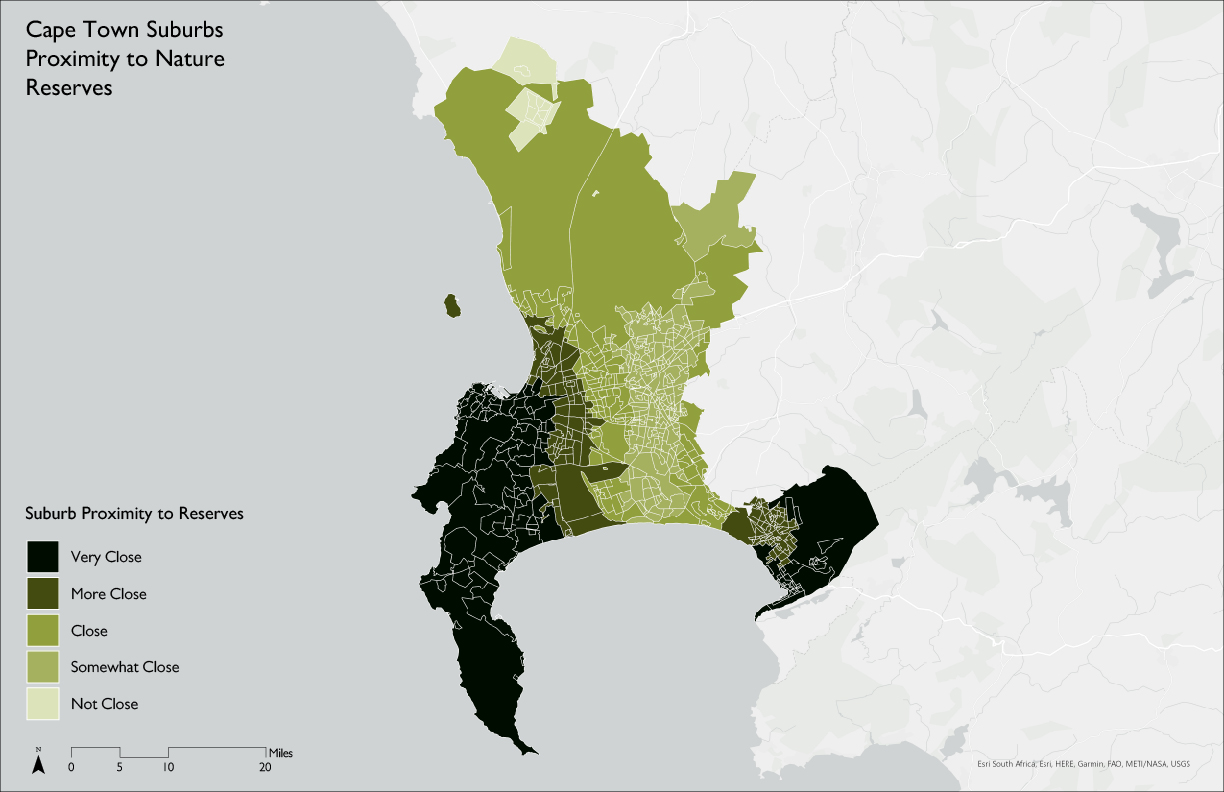 Cape Town Suburbs
Proximity to Nature
Reserves
Suburb Proximity to Reserves
Very Close
More Close
Close
Somewhat Close
Not Close
N
Miles
0 5 10 20
Esri South Africa, Esri, HERE, Garmin, FAO, METI/NASA, USGS